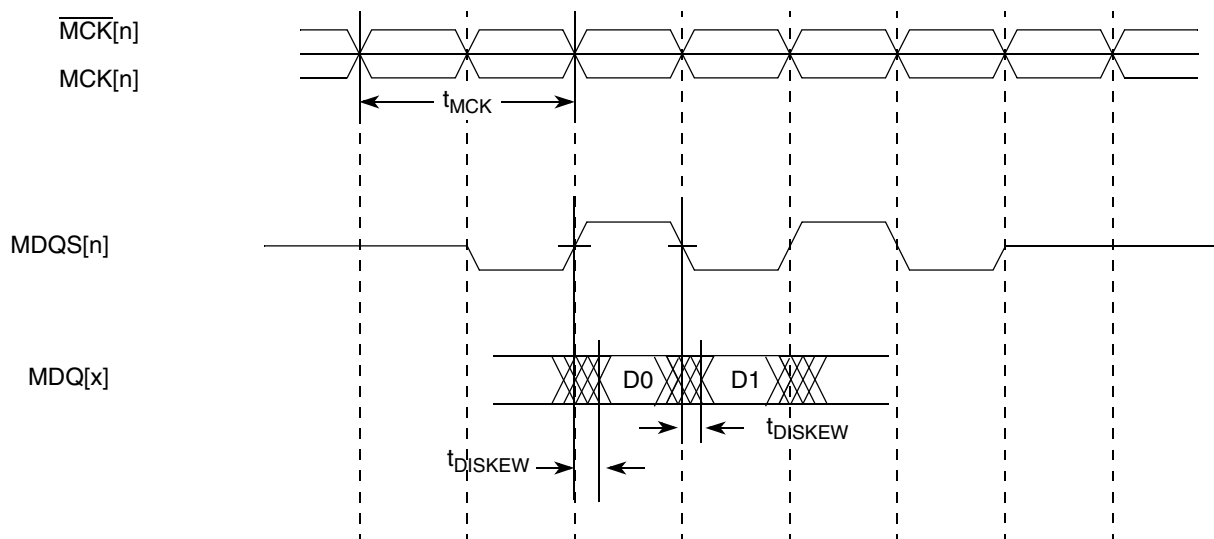 MCK[n]
MCK[n]
tMCK
MDQS[n]
MDQ[x]
D0
D1
tDISKEW
tDISKEW